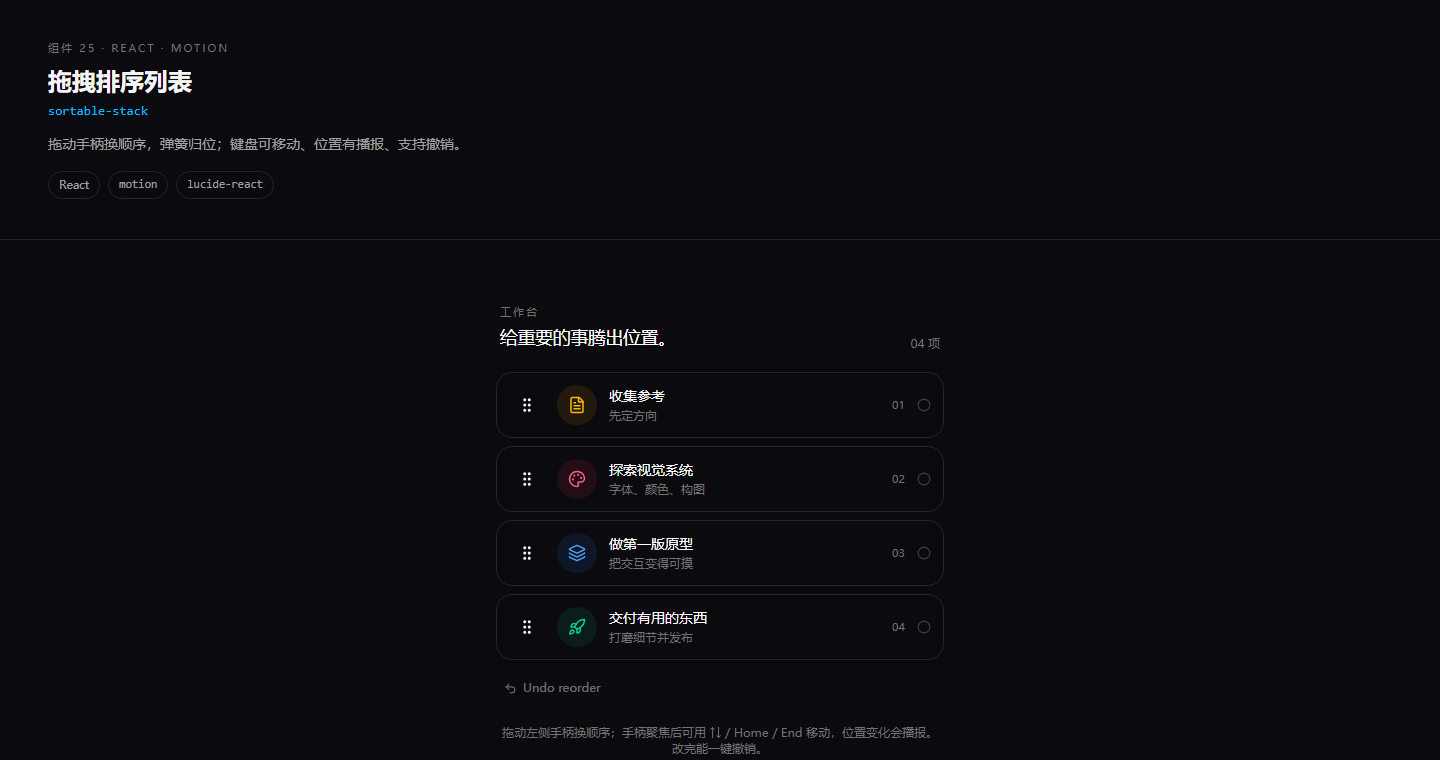 组件 25 · REACT · MOTION
拖拽排序列表
sortable-stack
拖动手柄换顺序，弹簧归位；键盘可移动、位置有播报、支持撤销。
React motion lucide-react
工作台
给重要的事腾出位置。
04 项
收集参考
先定方向
01
探索视觉系统
字体、颜色、构图
02
做第一版原型
把交互变得可摸
03
交付有用的东西
打磨细节并发布
04
Undo reorder
拖动左侧手柄换顺序；手柄聚焦后可用 ↑↓ / Home / End 移动，位置变化会播报。
改完能一键撤销。